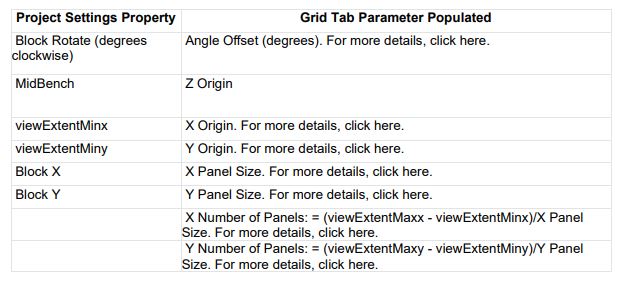 Project Settings Property Grid Tab Parameter Populated
Block Rotate (degrees Angle Offset (degrees). For more details, click here.
clockwise)
MidBench Z Origin
viewExtentMinx X Origin. For more details, click here.
viewExtentMiny Y Origin. For more details, click here.
Block X X Panel Size. For more details, click here.
Block Y Y Panel Size. For more details, click here.
X Number of Panels: = (viewExtentMaxx - viewExtentMinx)/X Panel
Size. For more details, click here.
Y Number of Panels: = (viewExtentMaxy - viewExtentMiny)/Y Panel
Size. For more details, click here.